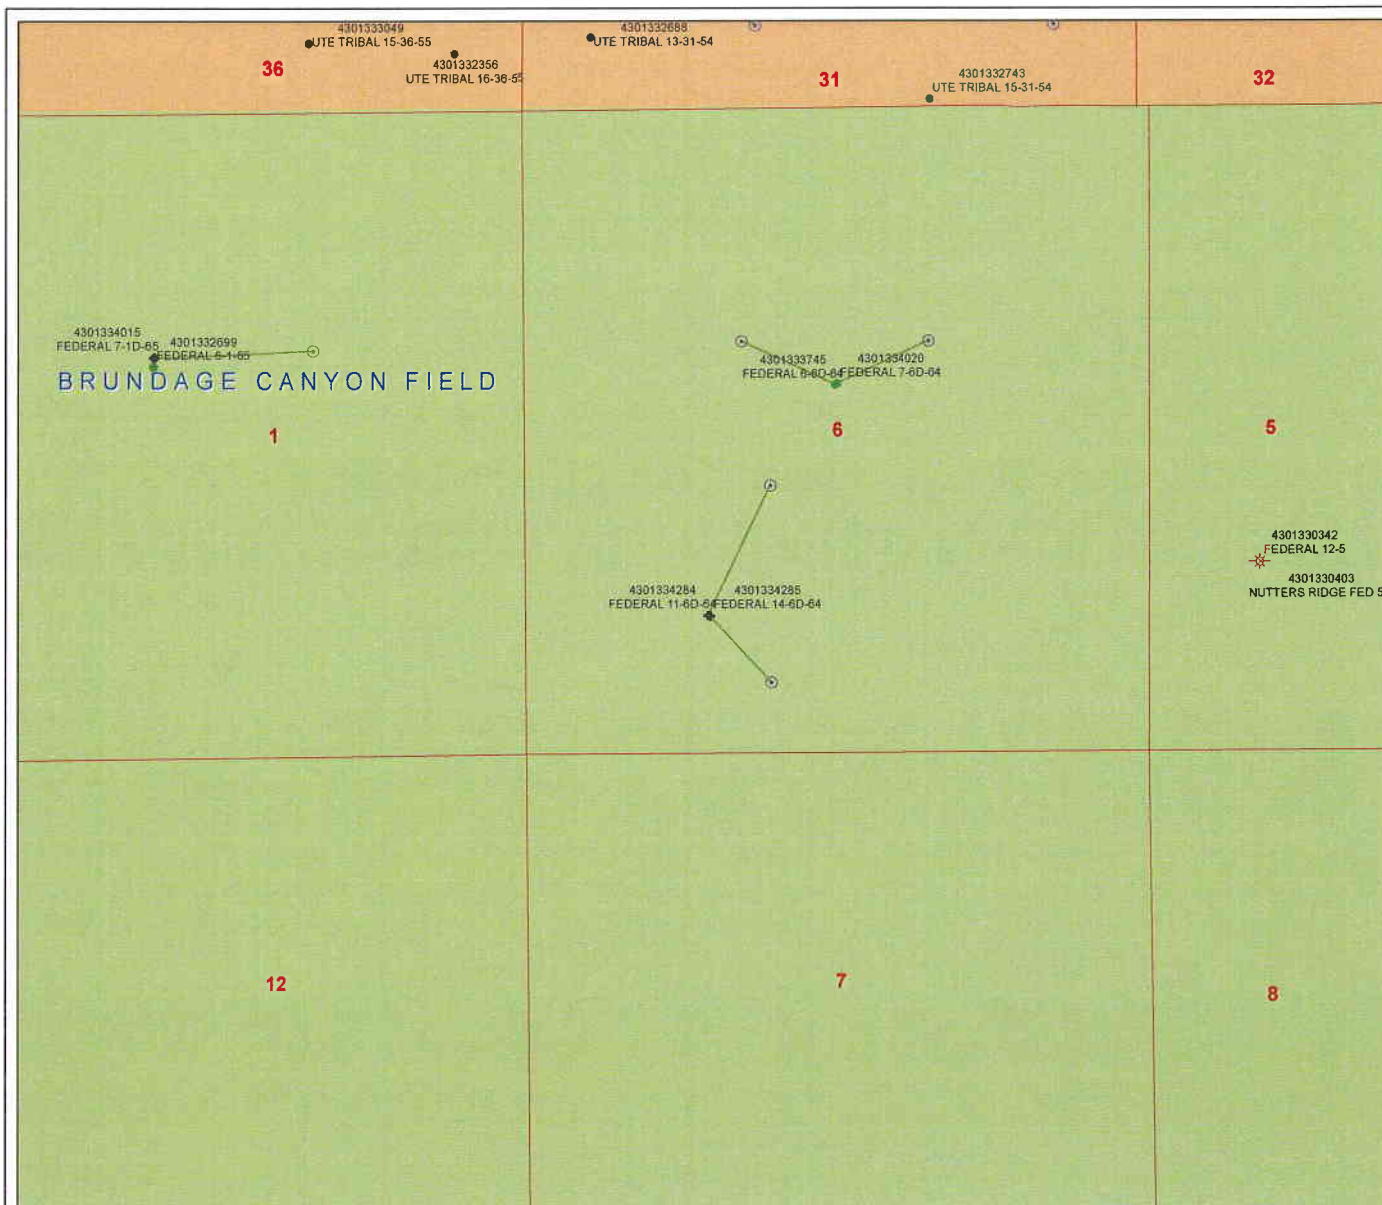 4301333049
UTE TRIBAL 15-36-55
4301332688
UTE TRIBAL 13-31-54
36
4301332356
UTE TRIBAL 16-36-55
31
4301332743
UTE TRIBAL 15-31-54
32
4301334015
FEDERAL 7-1D-65
4301332699
FEDERAL 5-1-65
BRUNDAGE CANYON FIELD
4301333745
FEDERAL 6-6D-64
4301334020
FEDERAL 7-6D-64
1
6
5
4301330342
FEDERAL 12-5
4301330403
NUTTERS RIDGE FED 5
4301334284
FEDERAL 11-6D-64
4301334285
FEDERAL 14-6D-64
12
7
8